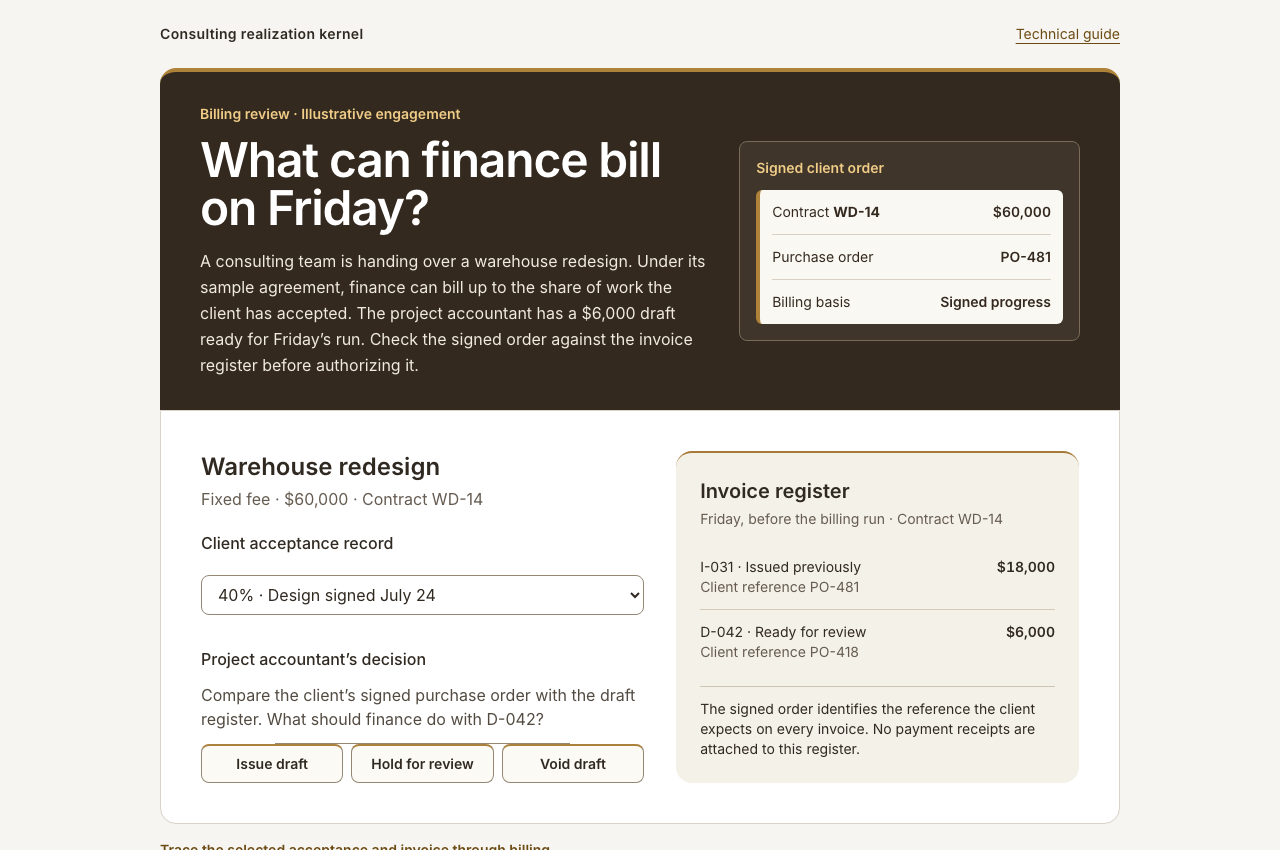 Consulting realization kernel
Technical guide
Billing review · Illustrative engagement
What can finance bill
on Friday?
A consulting team is handing over a warehouse redesign. Under its
sample agreement, finance can bill up to the share of work the
client has accepted. The project accountant has a $6,000 draft
ready for Friday’s run. Check the signed order against the invoice
register before authorizing it.
Signed client order
Contract WD-14 $60,000
Purchase order PO-481
Billing basis Signed progress
Warehouse redesign
Fixed fee · $60,000 · Contract WD-14
Client acceptance record
40% · Design signed July 24
Project accountant’s decision
Compare the client’s signed purchase order with the draft
register. What should finance do with D-042?
Issue draft Hold for review Void draft
Invoice register
Friday, before the billing run · Contract WD-14
I-031 · Issued previously $18,000
Client reference PO-481
D-042 · Ready for review $6,000
Client reference PO-418
The signed order identifies the reference the client
expects on every invoice. No payment receipts are
attached to this register.
Trace the selected acceptance and invoice through billing